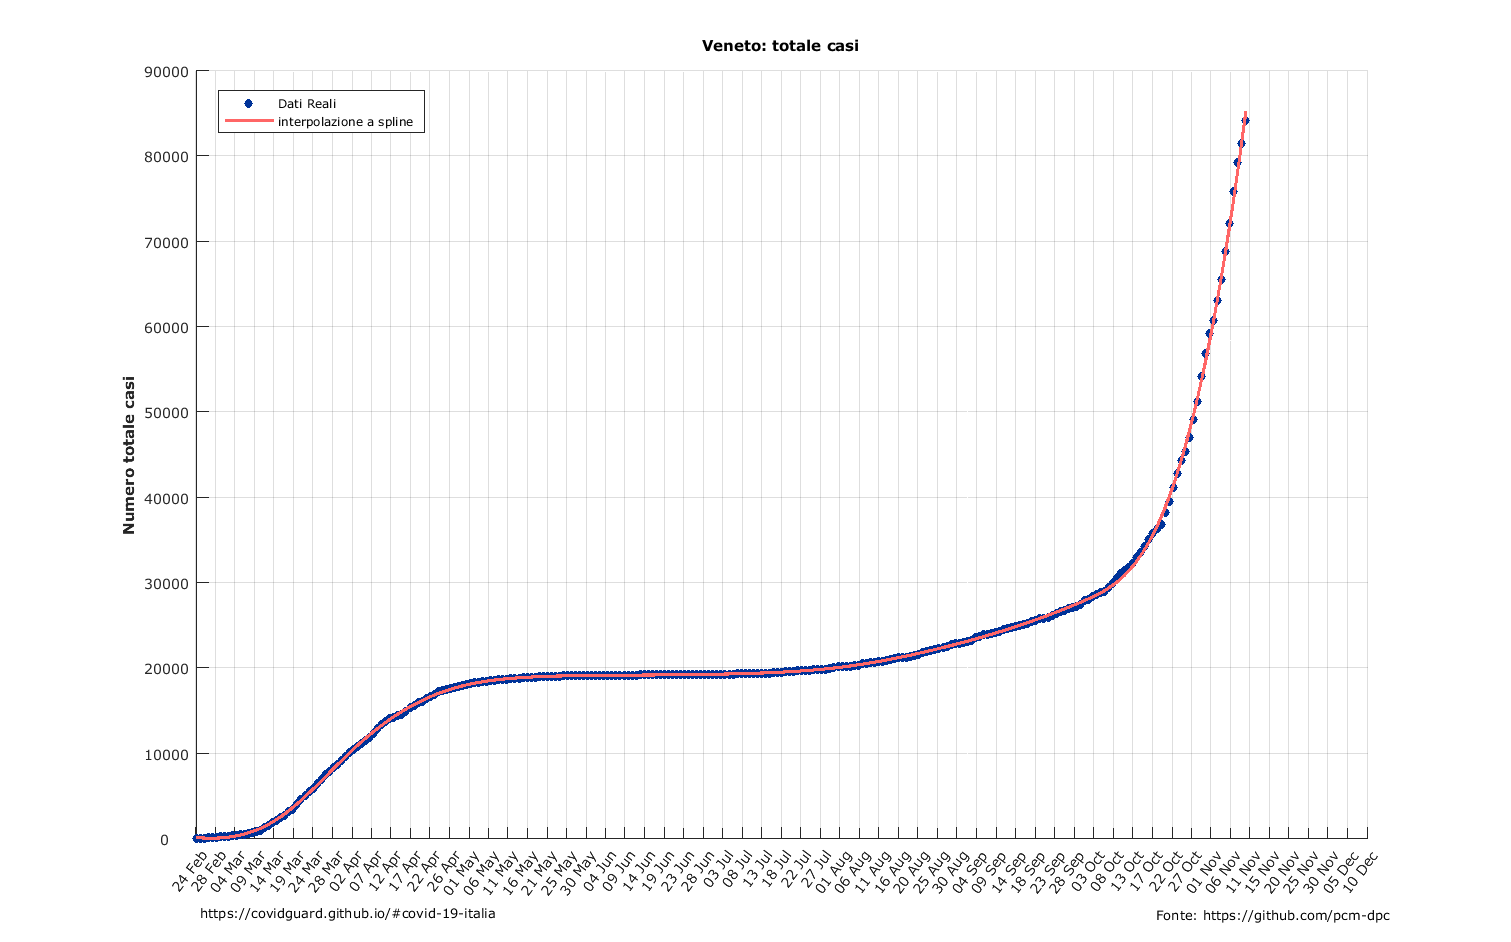 Veneto: totale casi
90000
80000
70000
60000
50000
40000
30000
20000
10000
0
Numero totale casi
Dati Reali
interpolazione a spline
24 Feb
28 Feb
04 Mar
09 Mar
14 Mar
19 Mar
24 Mar
28 Mar
02 Apr
07 Apr
12 Apr
17 Apr
22 Apr
26 Apr
01 May
06 May
11 May
16 May
21 May
25 May
30 May
04 Jun
09 Jun
14 Jun
19 Jun
23 Jun
28 Jun
03 Jul
08 Jul
13 Jul
18 Jul
22 Jul
27 Jul
01 Aug
06 Aug
11 Aug
16 Aug
20 Aug
25 Aug
30 Aug
04 Sep
09 Sep
14 Sep
18 Sep
23 Sep
28 Sep
03 Oct
08 Oct
13 Oct
17 Oct
22 Oct
27 Oct
01 Nov
06 Nov
11 Nov
15 Nov
20 Nov
25 Nov
30 Nov
05 Dec
10 Dec
https://covidguard.github.io/#covid-19-italia
Fonte: https://github.com/pcm-dpc